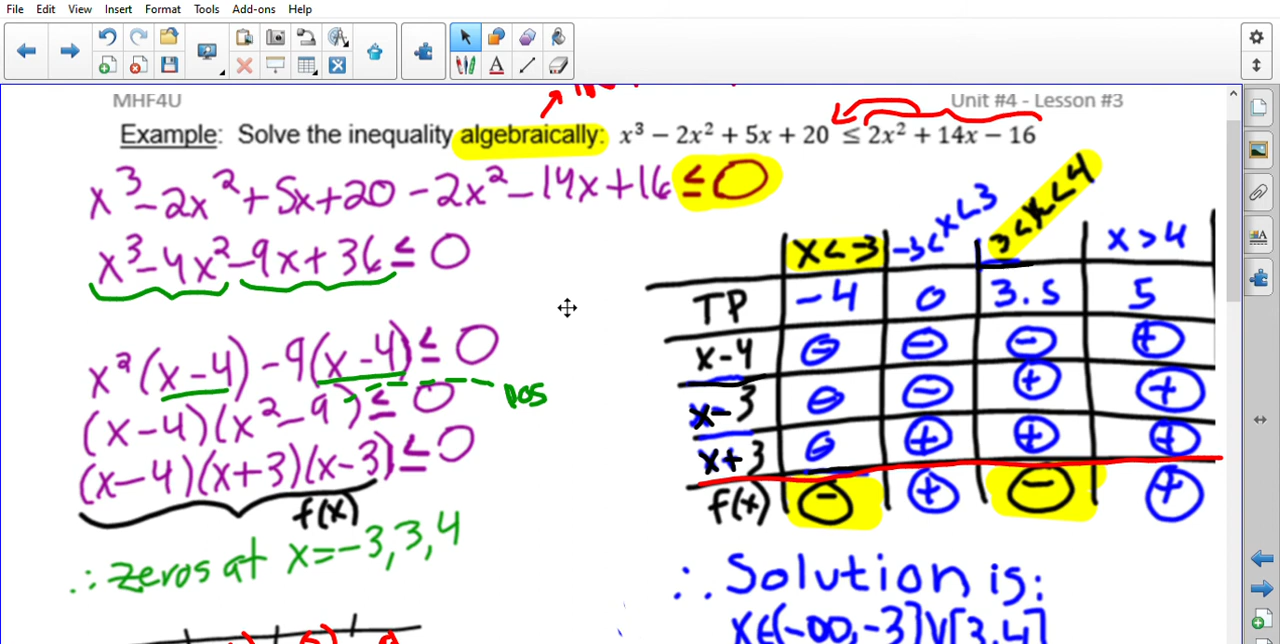 File Edit View Insert Format Tools Add-ons Help
MHF4U Unit #4 - Lesson #3
Example: Solve the inequality algebraically: x³ − 2x² + 5x + 20 ≤ 2x² + 14x − 16
x³-2x²+5x+20-2x²-14x+16≤0
x³-4x²-9x+36≤0
x²(x-4)-9(x-4)≤0
pos
(x-4)(x²-9)≤0
(x-4)(x+3)(x-3)≤0
f(x)
∴ zeros at x=-3,3,4
x<-3 -3<x<3 3<x<4 x>4
TP -4 0 3.5 5
x-4 - - - +
x-3 - - + +
x+3 - + + +
f(x) - + - +
∴ Solution is:
XE(-∞,-3]V[3,4]